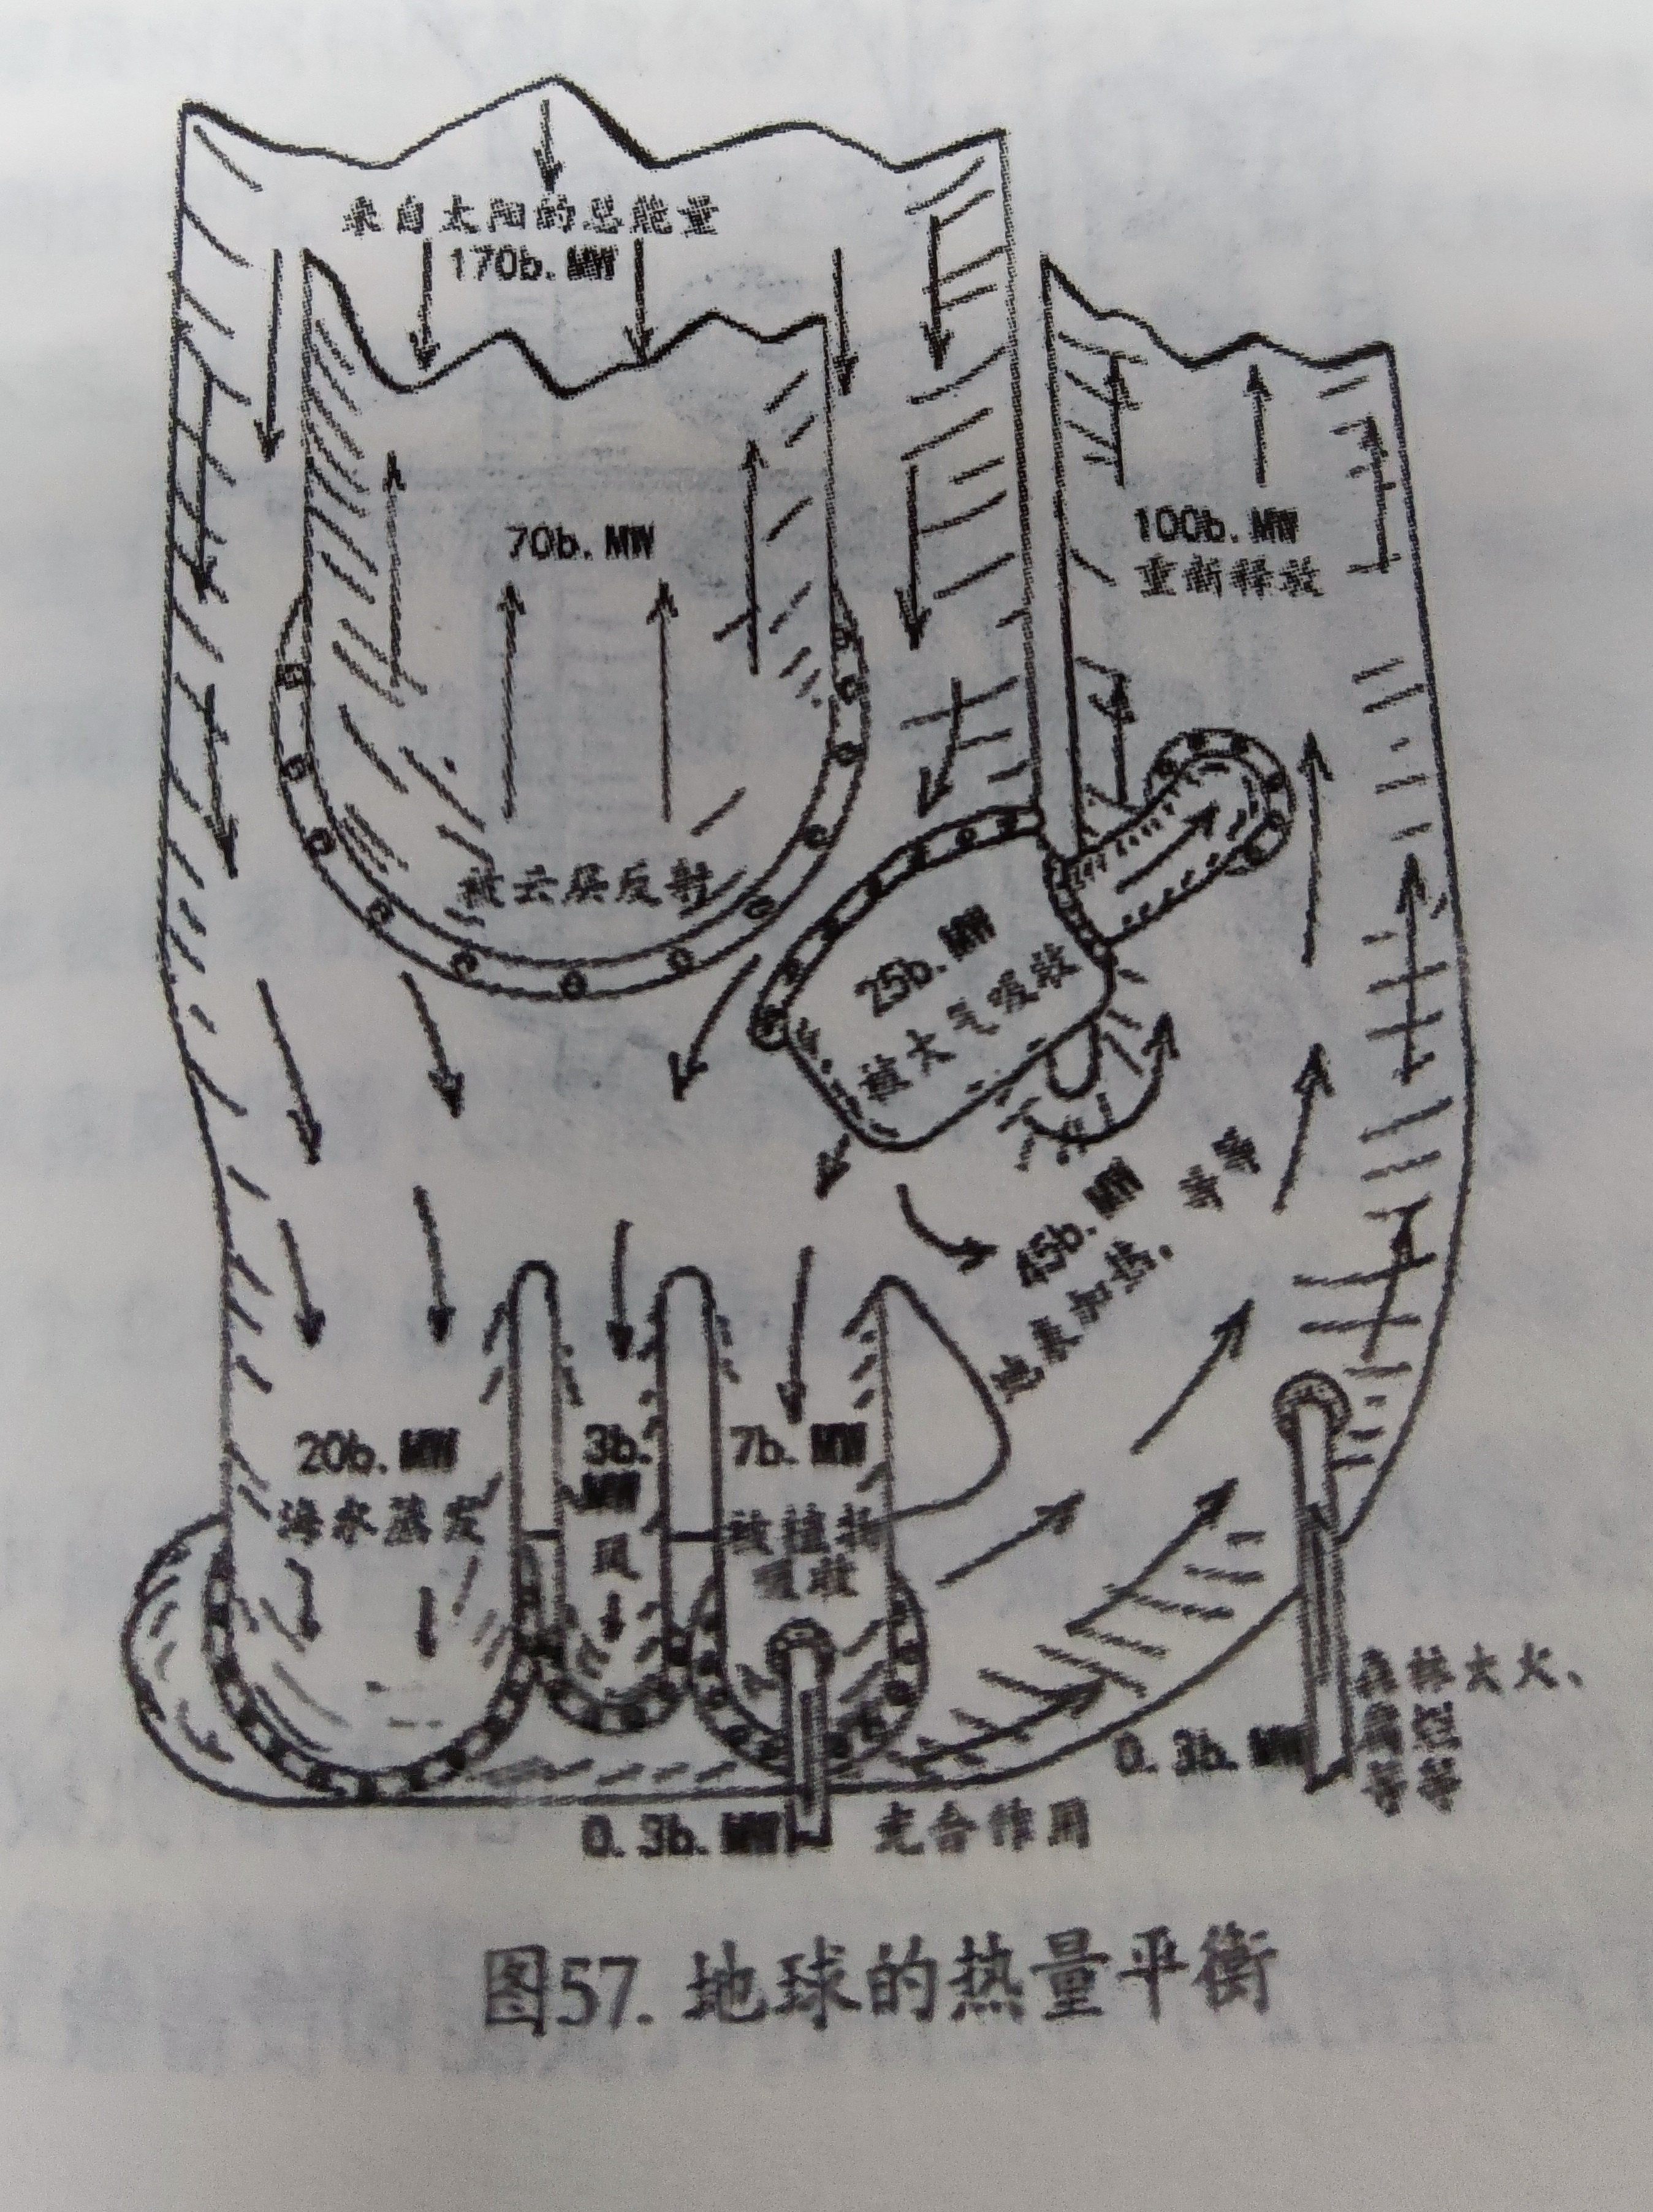 来自太阳的总能量
170b. MW
70b. MW
被云层反射
100b. MW
重新释放
25b. MW
被大气吸收
45b. MW
地表加热, 等等
20b. MW
海水蒸发
3b.
MW
风
7b. MW
被植物
吸收
0.3b. MW
光合作用
0.3b. MW
森林大火、
腐烂
等等
图57. 地球的热量平衡